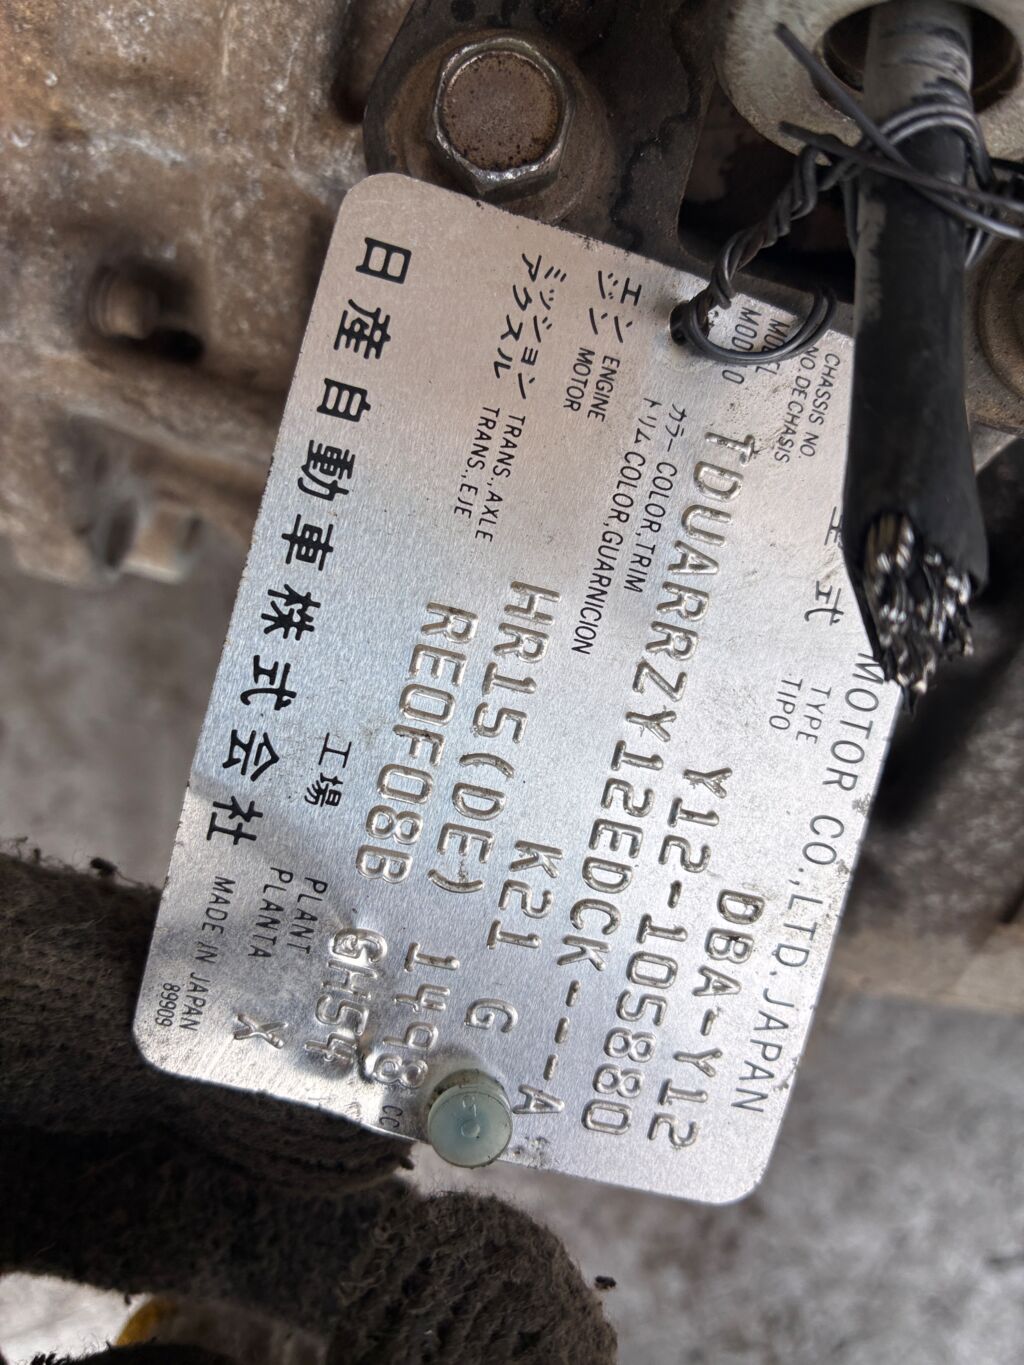 日産自動車株式会社
MOTOR CO.,LTD.JAPAN
型式 TYPE TIPO DBA-Y12
CHASSIS NO. NO. DE CHASIS Y12-105880
MODEL MODELO TDUARRZY12EDCK---A
カラー COLOR,TRIM
トリム COLOR,GUARNICION K21 G
エンジン ENGINE MOTOR HR15(DE) 1498 CC
ミッション TRANS.,AXLE
アクスル TRANS.,EJE RE0F08B GH54
工場 PLANT PLANTA X
MADE IN JAPAN
89909